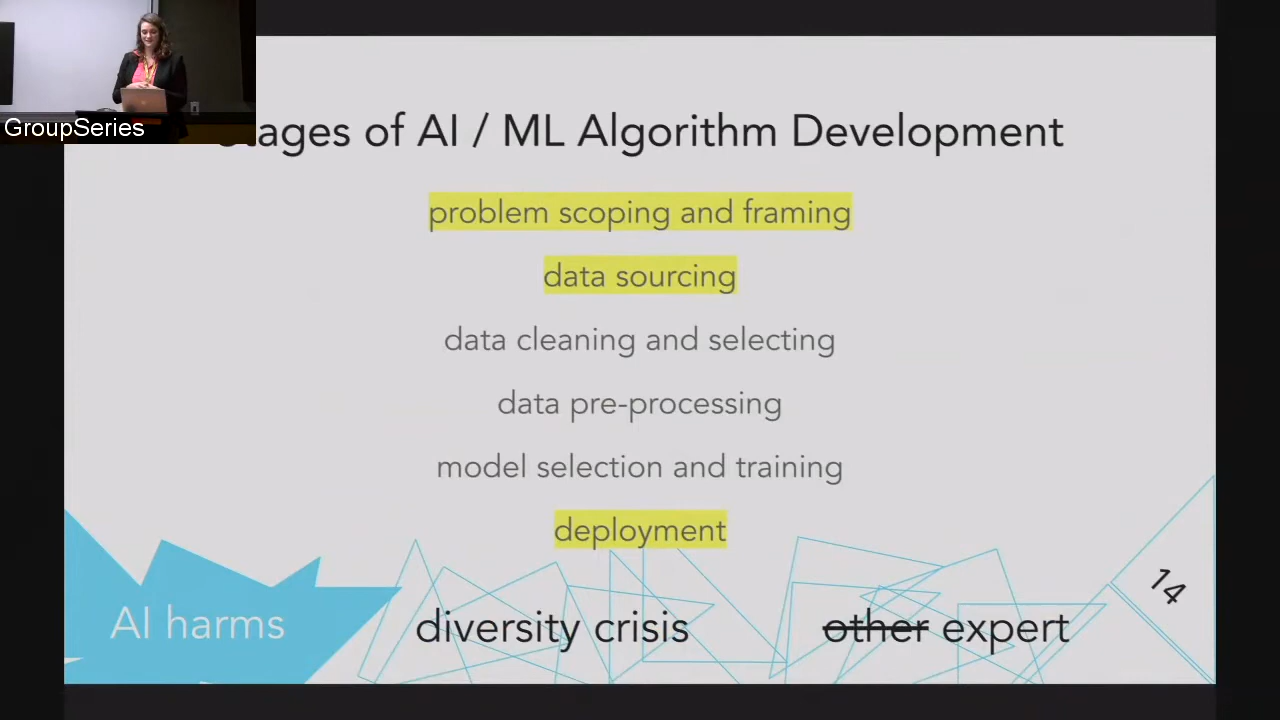 GroupSeries
Stages of AI / ML Algorithm Development
problem scoping and framing
data sourcing
data cleaning and selecting
data pre-processing
model selection and training
deployment
14
AI harms
diversity crisis
other expert